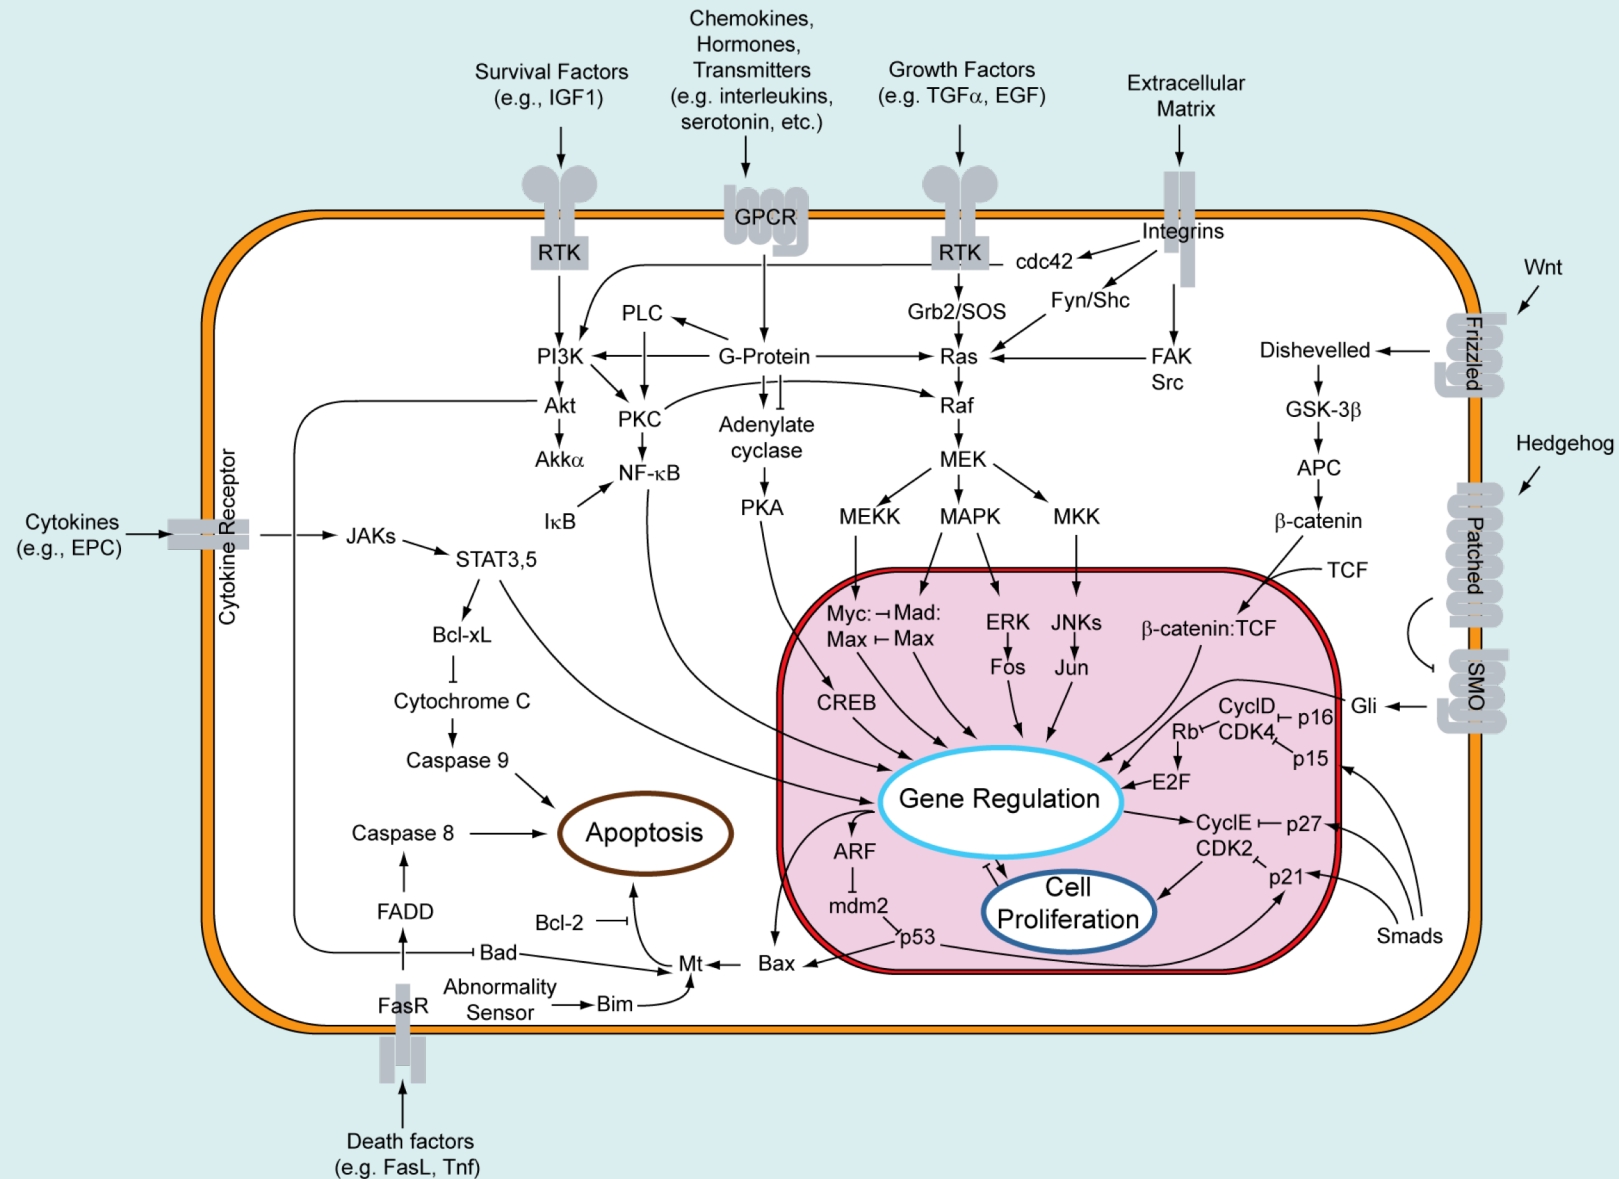 Chemokines,
Hormones,
Transmitters
(e.g. interleukins,
serotonin, etc.)
Survival Factors
(e.g., IGF1)
Growth Factors
(e.g. TGFα, EGF)
Extracellular
Matrix
GPCR
RTK
RTK
Integrins
cdc42
Wnt
Fyn/Shc
PLC
Grb2/SOS
Frizzled
Dishevelled
PI3K
G-Protein
Ras
FAK
Src
Akt
PKC
Adenylate
cyclase
Raf
GSK-3β
Hedgehog
Akkα
NF-κB
MEK
APC
IκB
PKA
MEKK
MAPK
MKK
β-catenin
Patched
Cytokines
(e.g., EPC)
Cytokine Receptor
JAKs
STAT3,5
TCF
Myc:
Mad:
Max
Max
ERK
JNKs
β-catenin:TCF
Bcl-xL
Fos
Jun
SMO
Cytochrome C
CREB
Gli
CyclD
CDK4
p16
Rb
p15
Caspase 9
E2F
Gene Regulation
Caspase 8
Apoptosis
CyclE
CDK2
p27
ARF
p21
Cell
Proliferation
FADD
Bcl-2
mdm2
p53
Smads
Bad
Mt
Bax
Abnormality
Sensor
Bim
FasR
Death factors
(e.g. FasL, Tnf)